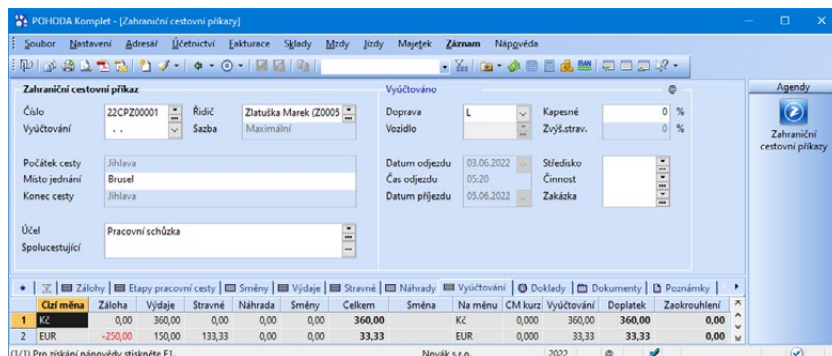 POHODA Komplet - [Zahraniční cestovní příkazy]
Soubor Nastavení Adresář Účetnictví Fakturace Sklady Mzdy Jízdy Majetek Záznam Nápověda
Zahraniční cestovní příkaz Vyúčtováno @ Agendy
Číslo 22CPZ00001 Řidič Zlatuška Marek (Z0005 Doprava L Kapesné 0 %
Vyúčtování . . Sazba Maximální Vozidlo Zvýš.strav. 0 %
Zahraniční
cestovní příkazy
Počátek cesty Jihlava Datum odjezdu 03.06.2022 Středisko
Místo jednání Brusel Čas odjezdu 05:20 Činnost
Konec cesty Jihlava Datum příjezdu 05.06.2022 Zakázka
Účel Pracovní schůzka
Spolucestující
Zálohy Etapy pracovní cesty Směny Výdaje Stravné Náhrady Vyúčtování Doklady Dokumenty Poznámky
Cizí měna Záloha Výdaje Stravné Náhrada Směny Celkem Směna Na měnu CM kurz Vyúčtování Doplatek Zaokrouhlení
1 Kč 0,00 360,00 0,00 0,00 0,00 360,00 Kč 0,000 360,00 360,00 0,00
2 EUR -250,00 150,00 133,33 0,00 0,00 33,33 EUR 0,000 33,33 33,33 0,00
(1/1) Pro získání nápovědy stiskněte F1. Novák s.r.o. 2022 @